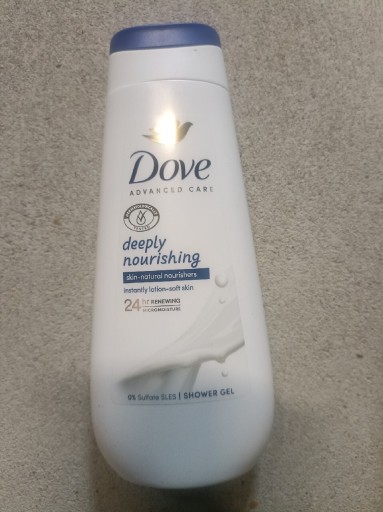 Dove
ADVANCED CARE
deeply
nourishing
skin-natural nourishers
instantly lotion-soft skin
24 hr RENEWING
MICROMOISTURE
0% Sulfate SLES | SHOWER GEL